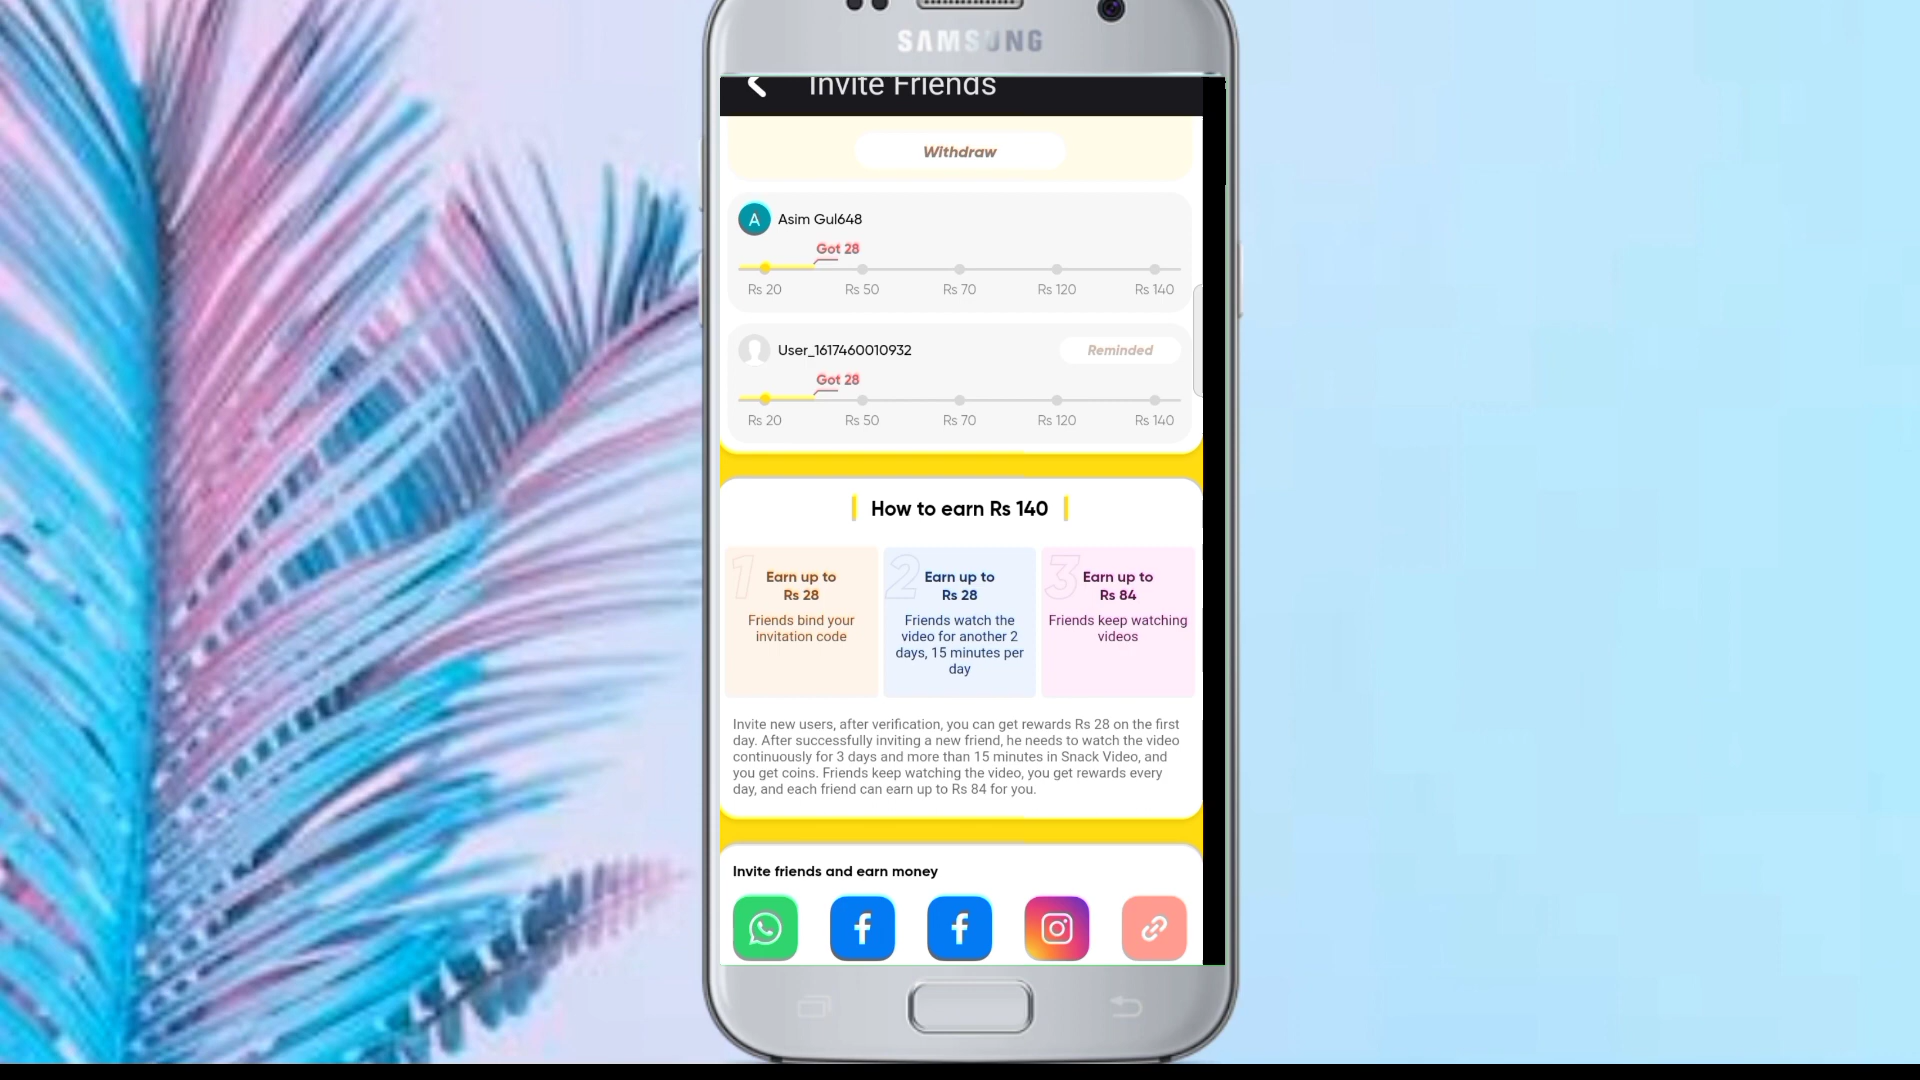 SAMSUNG
Invite Friends
Withdraw
A
Asim Gul648
Got 28
Rs 20 Rs 50 Rs 70 Rs 120 Rs 140
User_1617460010932
Reminded
Got 28
Rs 20 Rs 50 Rs 70 Rs 120 Rs 140
How to earn Rs 140
1
Earn up to
Rs 28
Friends bind your
invitation code
2
Earn up to
Rs 28
Friends watch the
video for another 2
days, 15 minutes per
day
3
Earn up to
Rs 84
Friends keep watching
videos
Invite new users, after verification, you can get rewards Rs 28 on the first
day. After successfully inviting a new friend, he needs to watch the video
continuously for 3 days and more than 15 minutes in Snack Video, and
you get coins. Friends keep watching the video, you get rewards every
day, and each friend can earn up to Rs 84 for you.
Invite friends and earn money